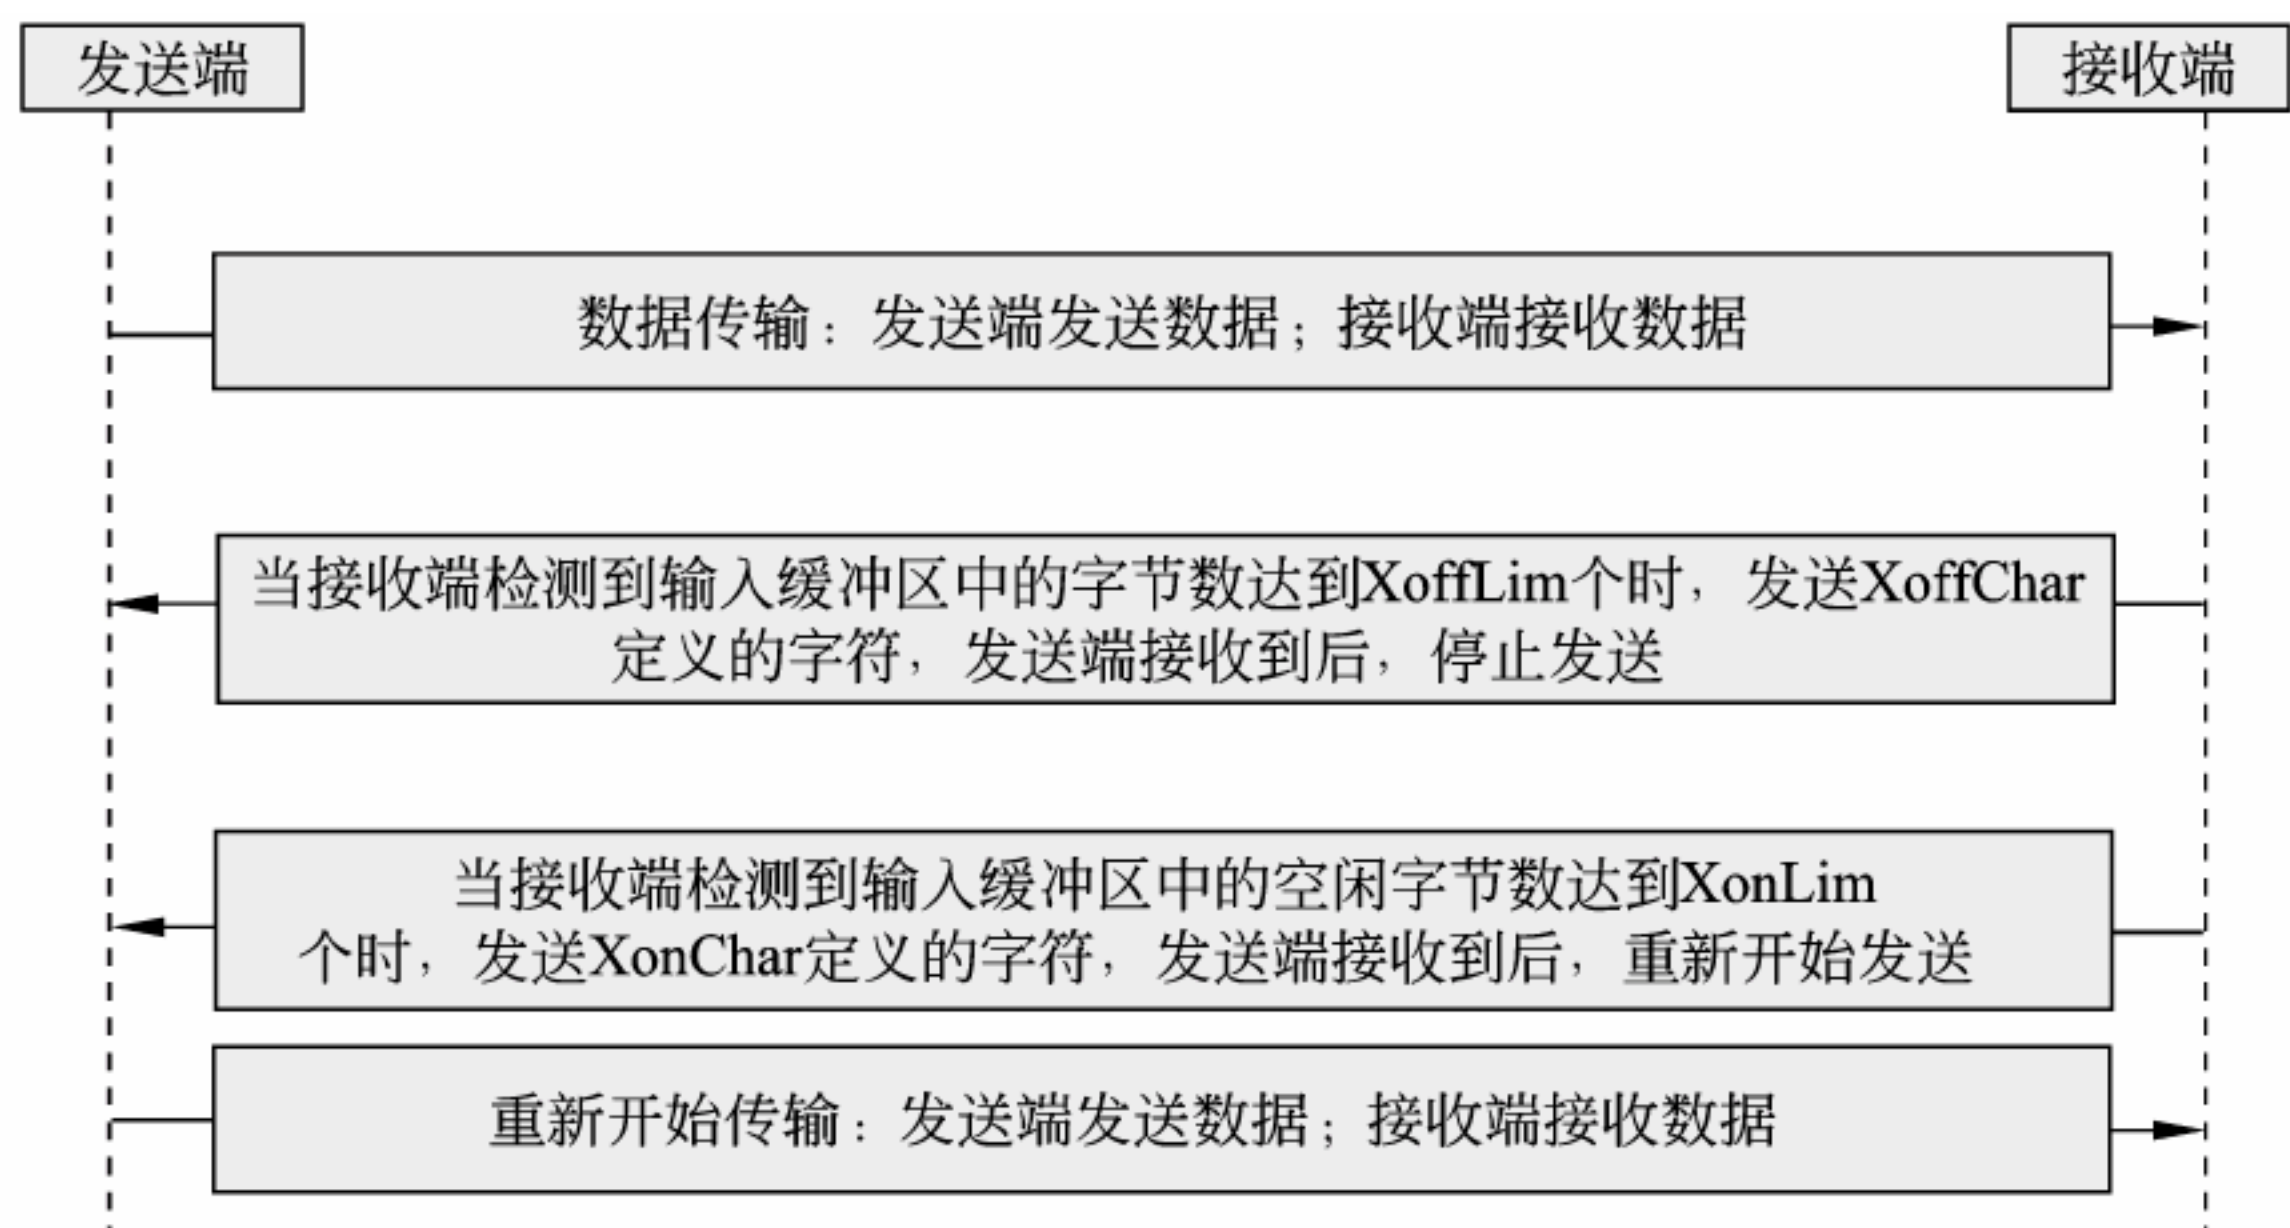 发送端
接收端
数据传输：发送端发送数据；接收端接收数据
当接收端检测到输入缓冲区中的字节数达到XoffLim个时，发送XoffChar
定义的字符，发送端接收到后，停止发送
当接收端检测到输入缓冲区中的空闲字节数达到XonLim
个时，发送XonChar定义的字符，发送端接收到后，重新开始发送
重新开始传输：发送端发送数据；接收端接收数据